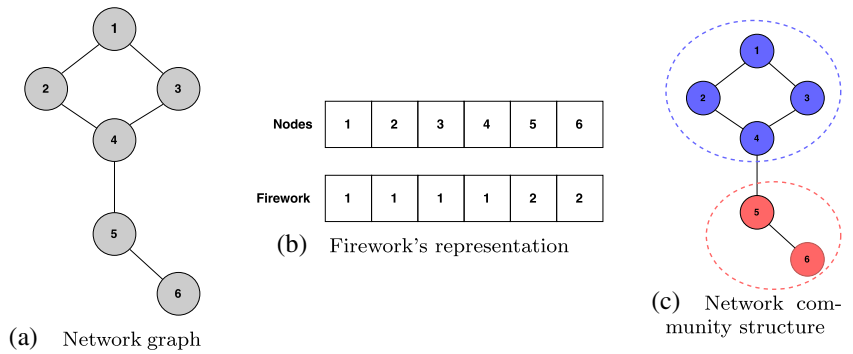 1
2 3
4
5
6
(a) Network graph
Nodes 1 2 3 4 5 6
Firework 1 1 1 1 2 2
(b) Firework's representation
1
2 3
4
5
6
(c) Network com-
munity structure